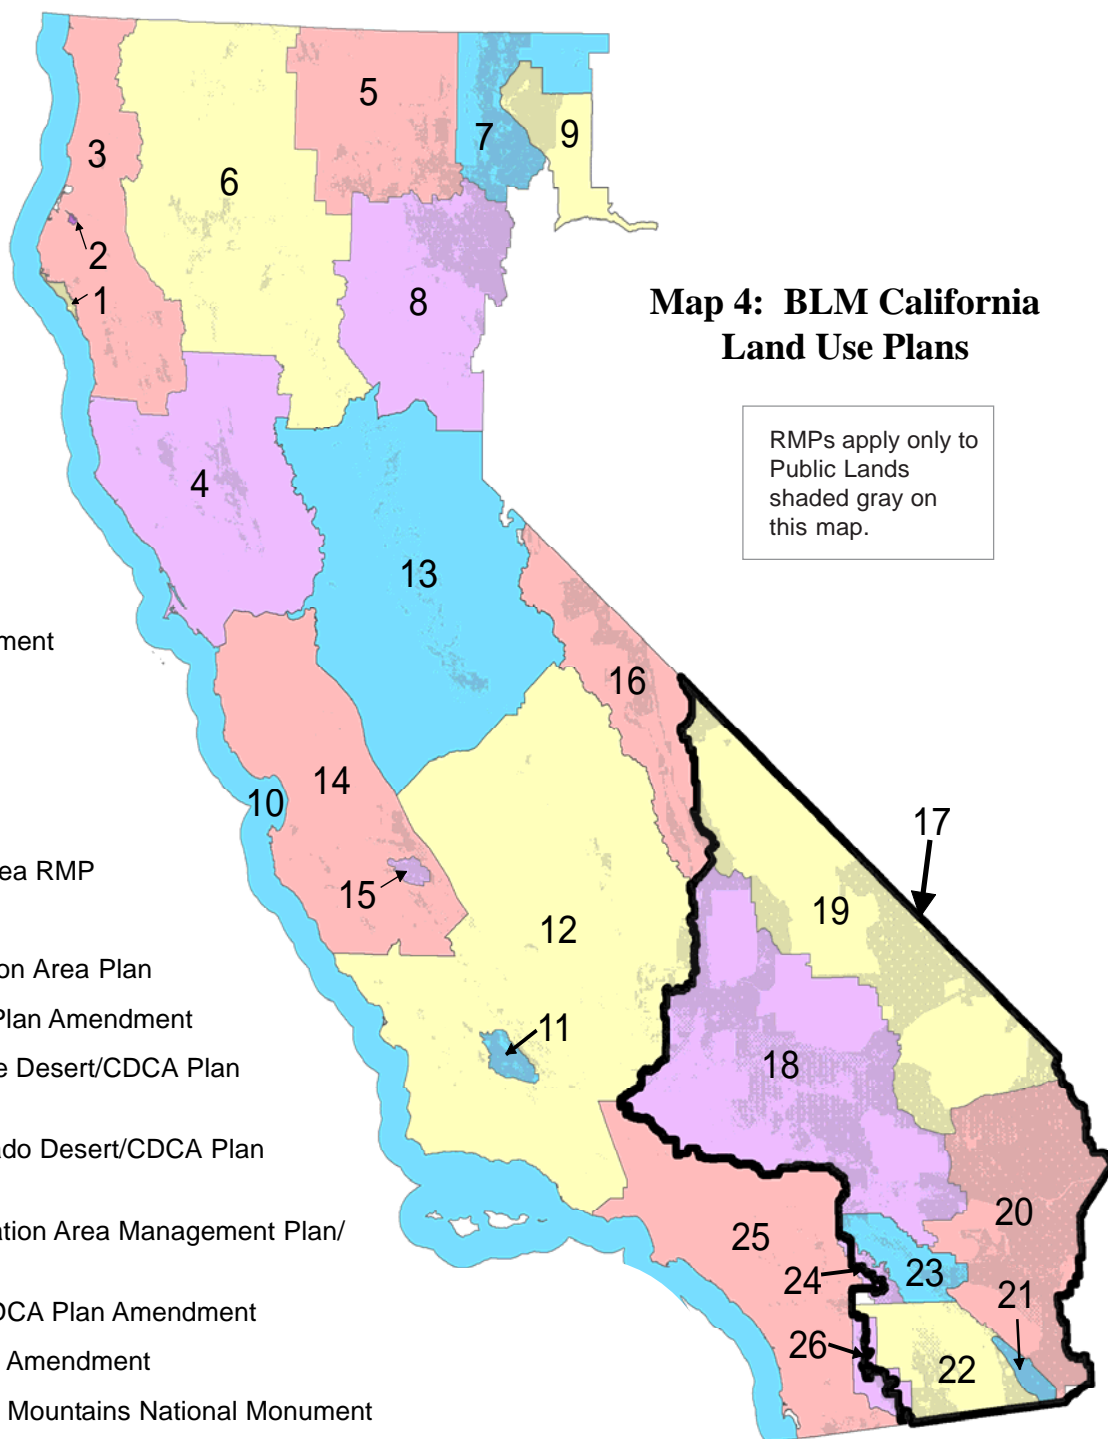 5
7
9
3
6
2
1
8
Map 4: BLM California
Land Use Plans
RMPs apply only to
Public Lands
shaded gray on
this map.
4
13
ment
16
14
10
17
ea RMP
15
19
12
on Area Plan
Plan Amendment
11
e Desert/CDCA Plan
18
ado Desert/CDCA Plan
20
ation Area Management Plan/
25
24
23
21
DCA Plan Amendment
26
Amendment
22
Mountains National Monument